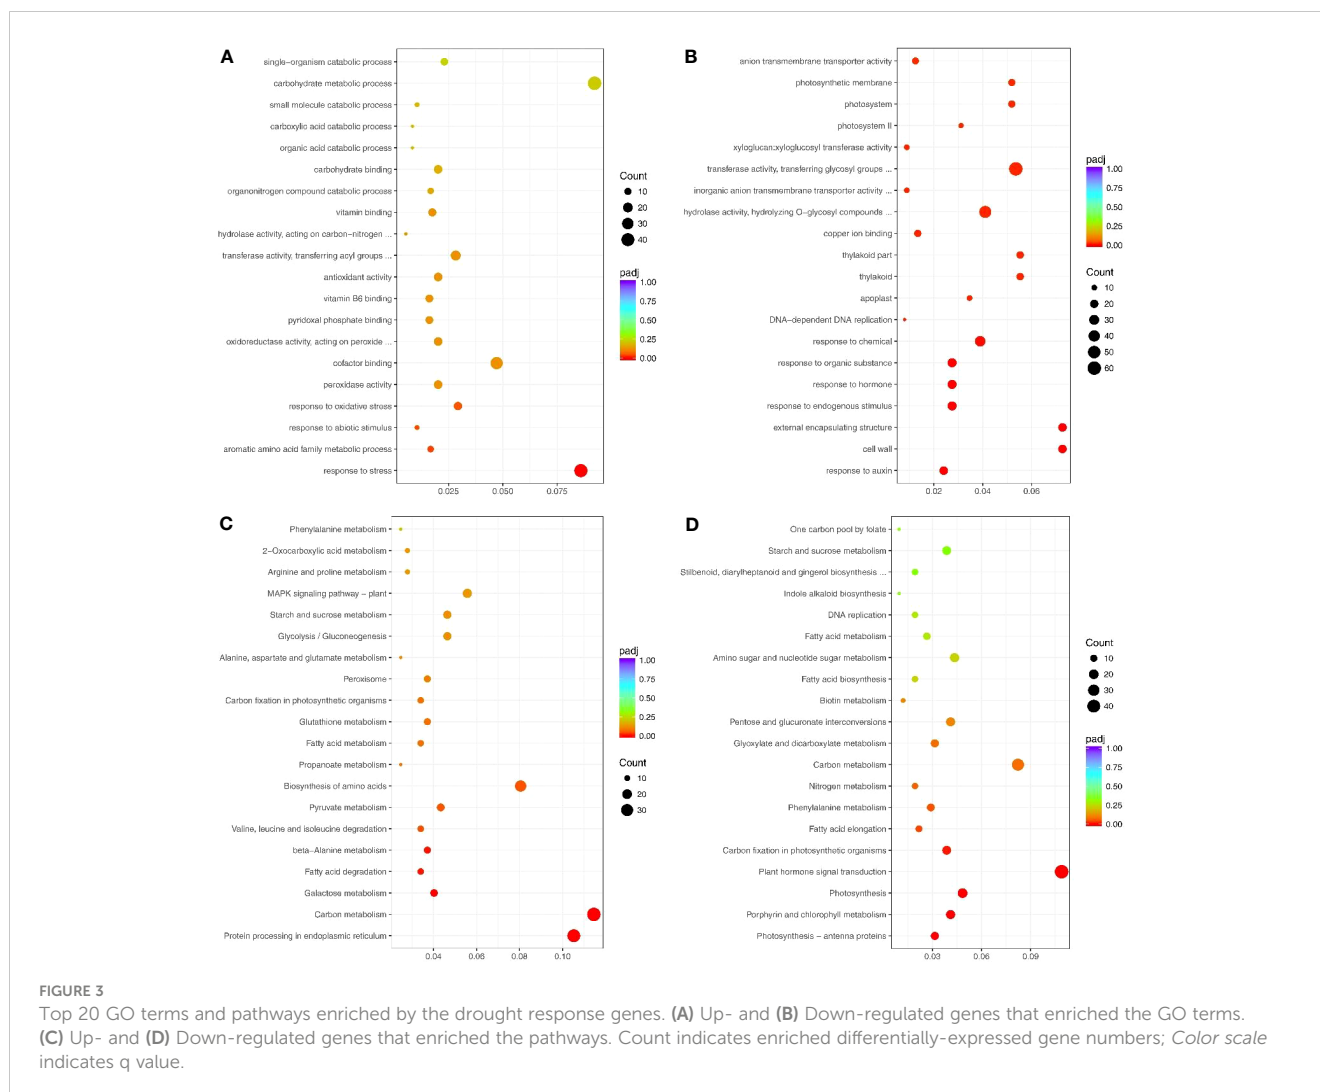 A
single−organism catabolic process
carbohydrate metabolic process
small molecule catabolic process
carboxylic acid catabolic process
organic acid catabolic process
carbohydrate binding
organonitrogen compound catabolic process
vitamin binding
hydrolase activity, acting on carbon−nitrogen ...
transferase activity, transferring acyl groups ...
antioxidant activity
vitamin B6 binding
pyridoxal phosphate binding
oxidoreductase activity, acting on peroxide ...
cofactor binding
peroxidase activity
response to oxidative stress
response to abiotic stimulus
aromatic amino acid family metabolic process
response to stress
0.025 0.050 0.075
Count
10
20
30
40
padj
1.00
0.75
0.50
0.25
0.00
B
anion transmembrane transporter activity
photosynthetic membrane
photosystem
photosystem II
xyloglucan:xyloglucosyl transferase activity
transferase activity, transferring glycosyl groups ...
inorganic anion transmembrane transporter activity ...
hydrolase activity, hydrolyzing O−glycosyl compounds ...
copper ion binding
thylakoid part
thylakoid
apoplast
DNA−dependent DNA replication
response to chemical
response to organic substance
response to hormone
response to endogenous stimulus
external encapsulating structure
cell wall
response to auxin
0.02 0.04 0.06
padj
1.00
0.75
0.50
0.25
0.00
Count
10
20
30
40
50
60
C
Phenylalanine metabolism
2−Oxocarboxylic acid metabolism
Arginine and proline metabolism
MAPK signaling pathway − plant
Starch and sucrose metabolism
Glycolysis / Gluconeogenesis
Alanine, aspartate and glutamate metabolism
Peroxisome
Carbon fixation in photosynthetic organisms
Glutathione metabolism
Fatty acid metabolism
Propanoate metabolism
Biosynthesis of amino acids
Pyruvate metabolism
Valine, leucine and isoleucine degradation
beta−Alanine metabolism
Fatty acid degradation
Galactose metabolism
Carbon metabolism
Protein processing in endoplasmic reticulum
0.04 0.06 0.08 0.10
padj
1.00
0.75
0.50
0.25
0.00
Count
10
20
30
D
One carbon pool by folate
Starch and sucrose metabolism
Stilbenoid, diarylheptanoid and gingerol biosynthesis ...
Indole alkaloid biosynthesis
DNA replication
Fatty acid metabolism
Amino sugar and nucleotide sugar metabolism
Fatty acid biosynthesis
Biotin metabolism
Pentose and glucuronate interconversions
Glyoxylate and dicarboxylate metabolism
Carbon metabolism
Nitrogen metabolism
Phenylalanine metabolism
Fatty acid elongation
Carbon fixation in photosynthetic organisms
Plant hormone signal transduction
Photosynthesis
Porphyrin and chlorophyll metabolism
Photosynthesis − antenna proteins
0.03 0.06 0.09
Count
10
20
30
40
padj
1.00
0.75
0.50
0.25
0.00
FIGURE 3
Top 20 GO terms and pathways enriched by the drought response genes. (A) Up- and (B) Down-regulated genes that enriched the GO terms.
(C) Up- and (D) Down-regulated genes that enriched the pathways. Count indicates enriched differentially-expressed gene numbers; Color scale
indicates q value.